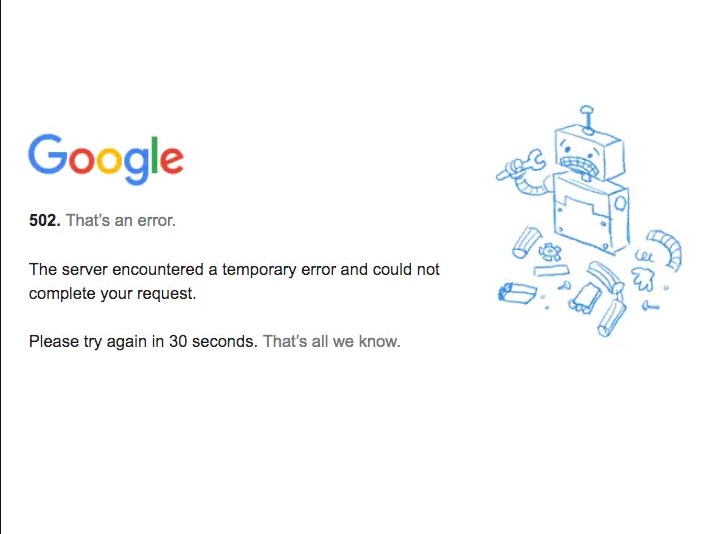 Google
502. That's an error.
The server encountered a temporary error and could not
complete your request.
Please try again in 30 seconds. That's all we know.